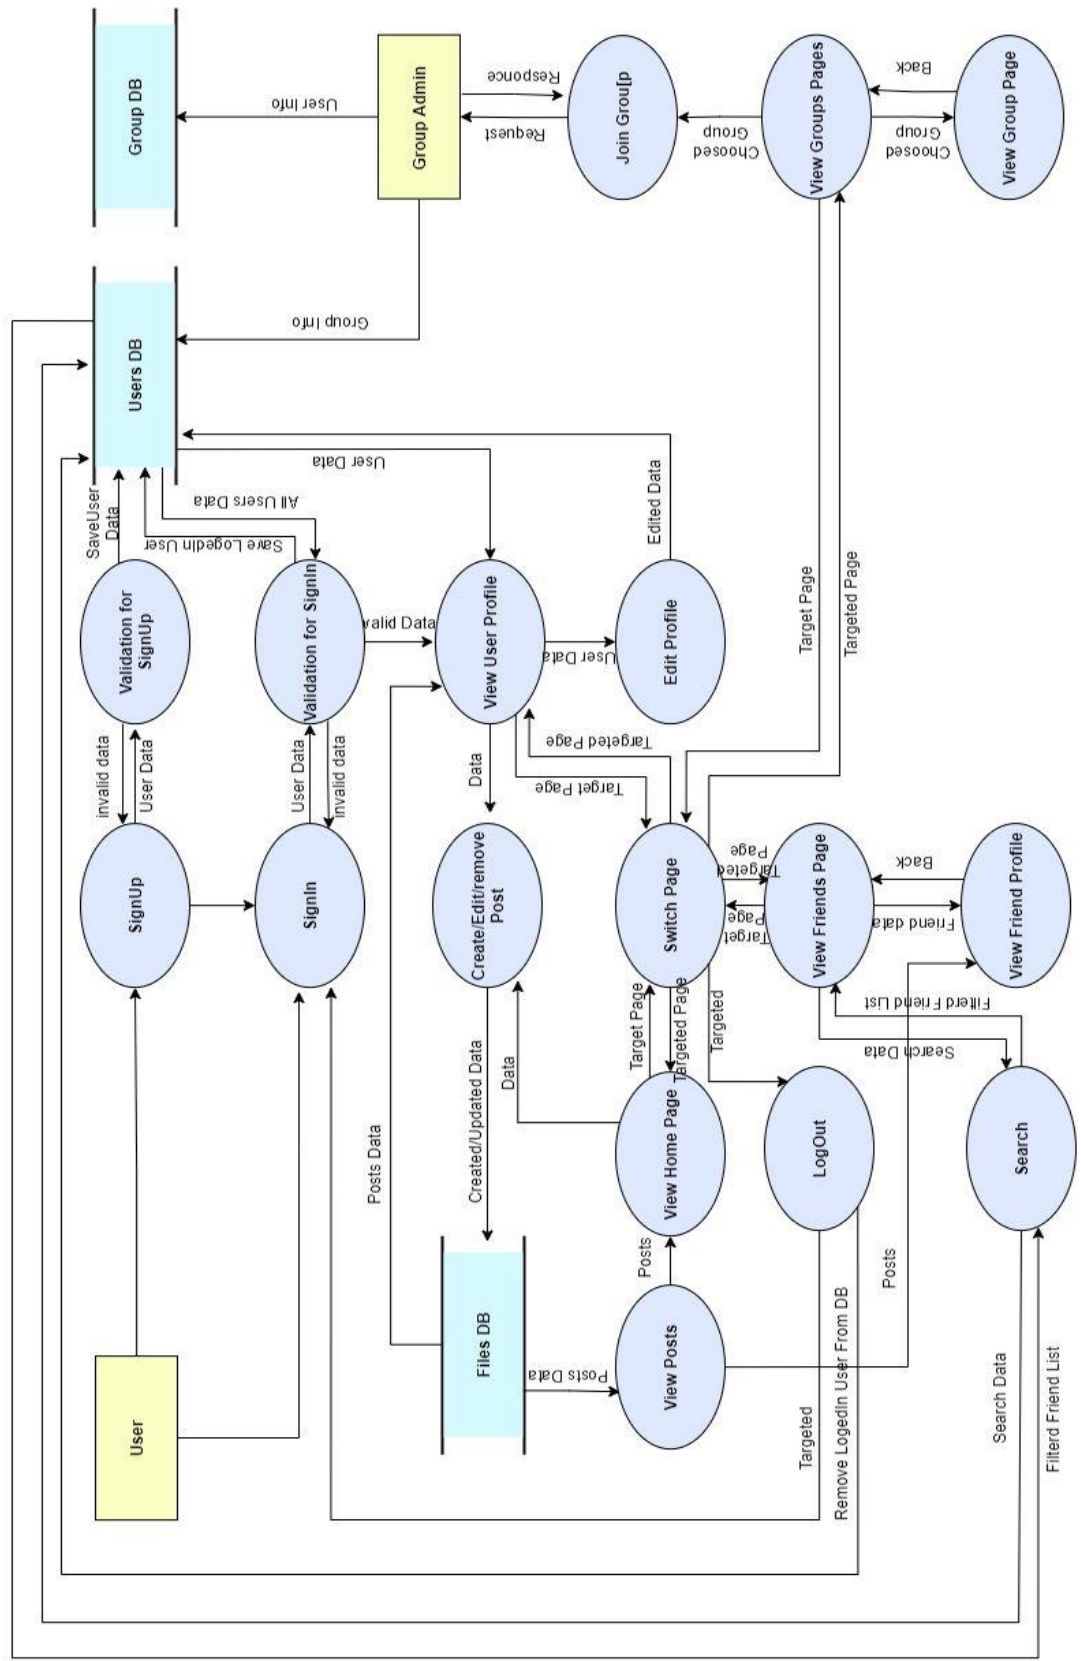 Group DB
User Info
Group Admin
Responce
Request
Join Grou[p
Choosed
Group
View Groups Pages
Back
Choosed
Group
View Group Page
Users DB
Group Info
SaveUser
Data
All Users Data
Save LogedIn User
User Data
Edited Data
Validation for
SignUp
Validation for SignIn
valid Data
View User Profile
User Data
Edit Profile
Target Page
Targeted Page
invalid data
User Data
User Data
invalid data
Data
Targeted Page
Target Page
SignUp
SignIn
Create/Edit/remove
Post
Switch Page
Targeted
Page
Target
Page
View Friends Page
Back
Friend data
View Friend Profile
Created/Updated Data
Data
Target Page
Targeted Page
Targeted
Filterd Friend List
Search Data
Posts Data
View Home Page
LogOut
Search
User
Files DB
Posts Data
Posts
View Posts
Targeted
Remove LogedIn User From DB
Posts
Search Data
Filterd Friend List